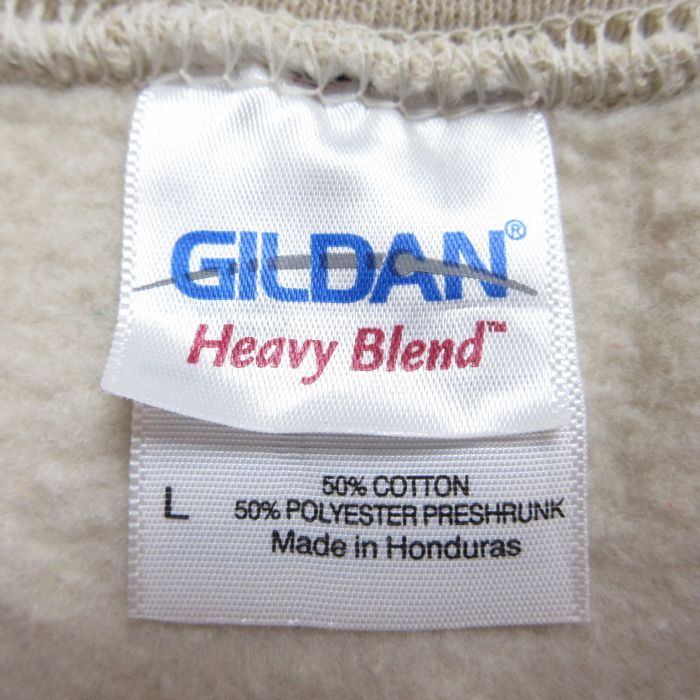 GILDAN®
Heavy Blend™
L
50% COTTON
50% POLYESTER PRESHRUNK
Made in Honduras